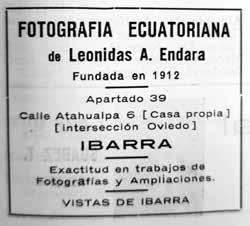 FOTOGRAFIA ECUATORIANA
de Leonidas A. Endara
Fundada en 1912
Apartado 39
Calle Atahualpa 6 [Casa propia]
[intersección Oviedo]
IBARRA
Exactitud en trabajos de
Fotografías y Ampliaciones.
VISTAS DE IBARRA